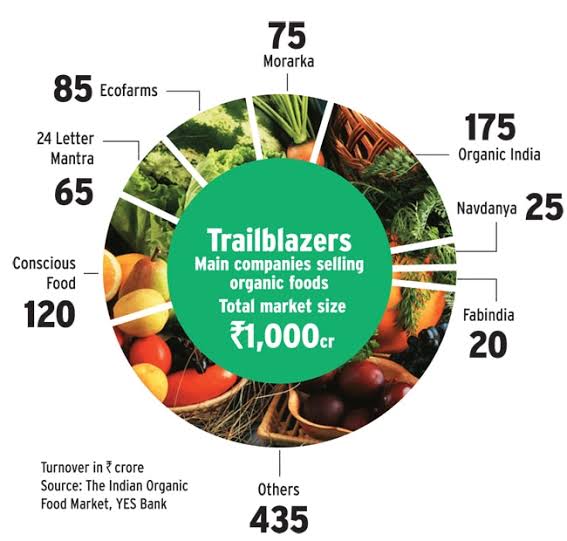 75
Morarka
85 Ecofarms
24 Letter
Mantra
65
175
Organic India
Navdanya 25
Conscious
Food
120
Fabindia
20
Trailblazers
Main companies selling
organic foods
Total market size
₹1,000cr
Turnover in ₹ crore
Source: The Indian Organic
Food Market, YES Bank
Others
435